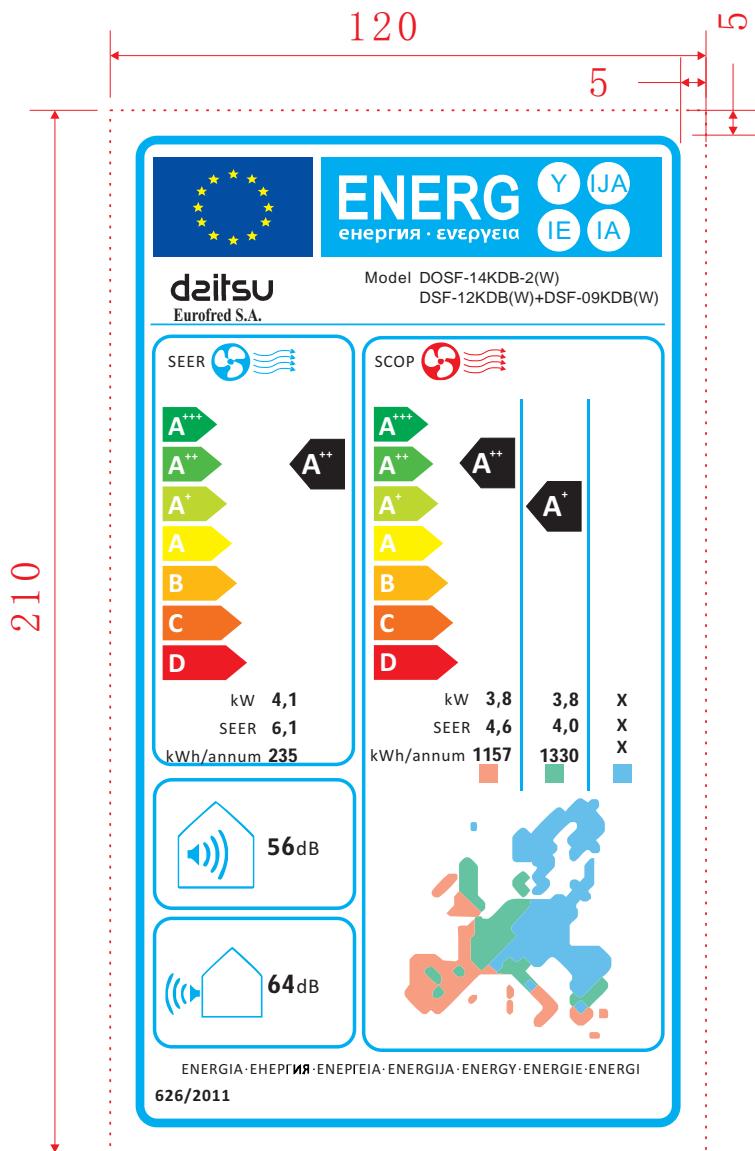 120
5
5
210
ENERG
енергия · ενεργεια
Y IJA
IE IA
daitsu
Eurofred S.A.
Model DOSF-14KDB-2(W)
DSF-12KDB(W)+DSF-09KDB(W)
SEER
A+++
A++
A+
A
B
C
D
A++
kW 4,1
SEER 6,1
kWh/annum 235
SCOP
A+++
A++
A+
A
B
C
D
A++
A+
kW 3,8 3,8 X
SEER 4,6 4,0 X
kWh/annum 1157 1330 X
56dB
64dB
ENERGIA·ЕНЕРГИЯ·ΕΝΕΡΓΕΙΑ·ENERGIJA·ENERGY·ENERGIE·ENERGI
626/2011